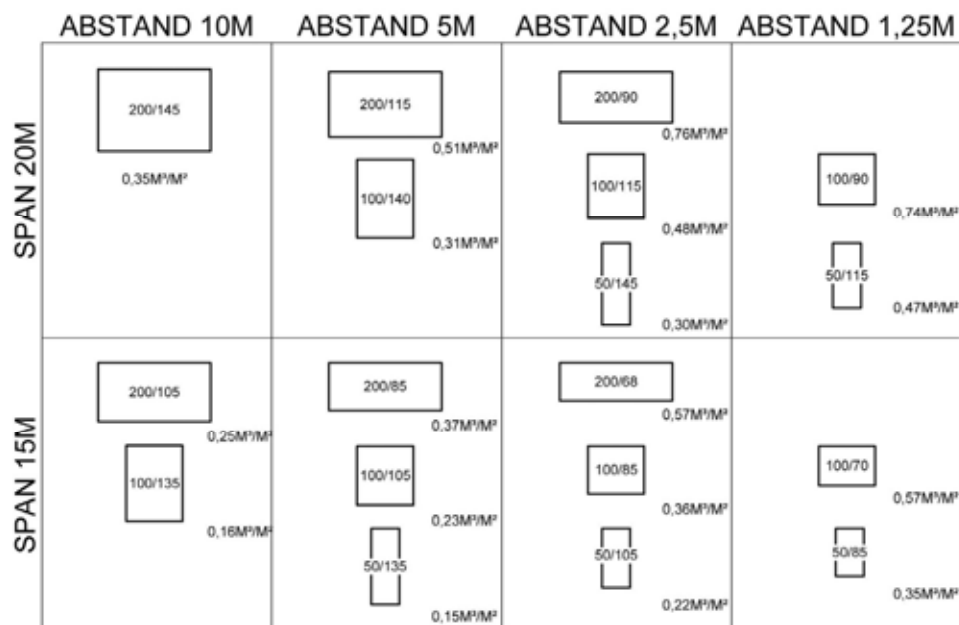 ABSTAND 10M ABSTAND 5M ABSTAND 2,5M ABSTAND 1,25M
SPAN 20M
200/145
0,35M³/M²
200/115
0,51M³/M²
100/140
0,31M³/M²
200/90
0,76M³/M²
100/115
0,48M³/M²
50/145
0,30M³/M²
100/90
0,74M³/M²
50/115
0,47M³/M²
SPAN 15M
200/105
0,25M³/M²
100/135
0,16M³/M²
200/85
0,37M³/M²
100/105
0,23M³/M²
50/135
0,15M³/M²
200/68
0,57M³/M²
100/85
0,36M³/M²
50/105
0,22M³/M²
100/70
0,57M³/M²
50/85
0,35M³/M²